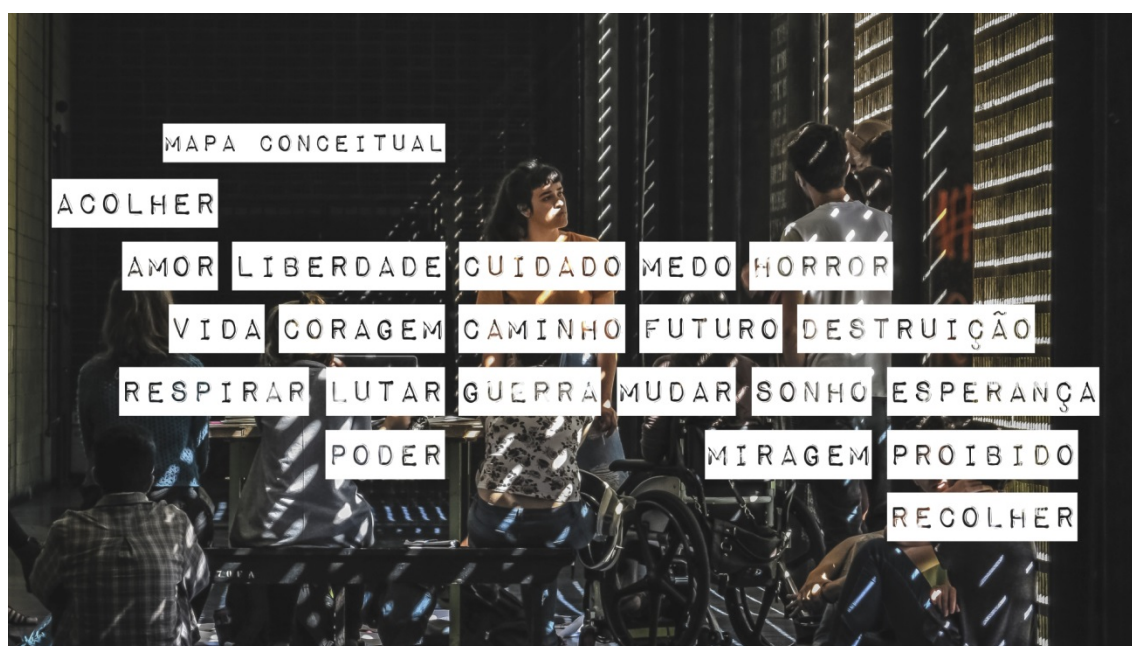 MAPA CONCEITUAL
ACOLHER
AMOR LIBERDADE CUIDADO MEDO HORROR
VIDA CORAGEM CAMINHO FUTURO DESTRUIÇÃO
RESPIRAR LUTAR GUERRA MUDAR SONHO ESPERANÇA
PODER MIRAGEM PROIBIDO
RECOLHER